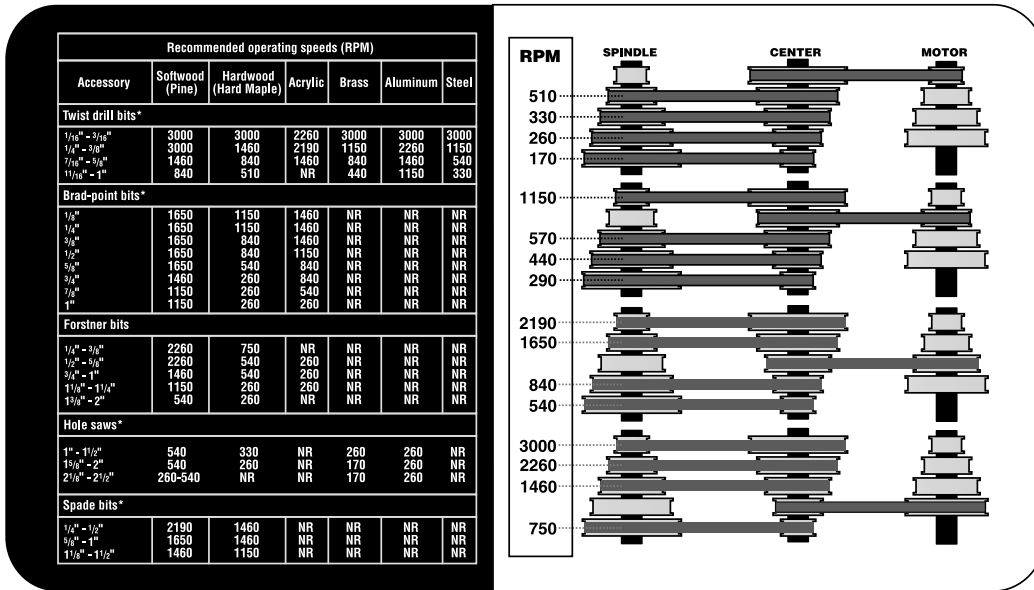 Recommended operating speeds (RPM)
Accessory Softwood (Pine) Hardwood (Hard Maple) Acrylic Brass Aluminum Steel
Twist drill bits*
1/16" - 3/16" 3000 3000 2260 3000 3000 3000
1/4" - 3/8" 3000 1460 2190 1150 2260 1150
7/16" - 5/8" 1460 840 1460 840 1460 540
11/16" - 1" 840 510 NR 440 1150 330
Brad-point bits*
1/8" 1650 1150 1460 NR NR NR
1/4" 1650 1150 1460 NR NR NR
3/8" 1650 840 1460 NR NR NR
1/2" 1650 840 1150 NR NR NR
5/8" 1650 540 840 NR NR NR
3/4" 1460 260 840 NR NR NR
7/8" 1150 260 540 NR NR NR
1" 1150 260 260 NR NR NR
Forstner bits
1/4" - 3/8" 2260 750 NR NR NR NR
1/2" - 5/8" 2260 540 260 NR NR NR
3/4" - 1" 1460 540 260 NR NR NR
1 1/8" - 1 1/4" 1150 260 260 NR NR NR
1 3/8" - 2" 540 260 NR NR NR NR
Hole saws*
1" - 1 1/2" 540 330 NR 260 260 NR
1 5/8" - 2" 540 260 NR 170 260 NR
2 1/8" - 2 1/2" 260-540 NR NR 170 260 NR
Spade bits*
1/4" - 1/2" 2190 1460 NR NR NR NR
5/8" - 1" 1650 1460 NR NR NR NR
1 1/8" - 1 1/2" 1460 1150 NR NR NR NR
RPM SPINDLE CENTER MOTOR
510
330
260
170
1150
570
440
290
2190
1650
840
540
3000
2260
1460
750